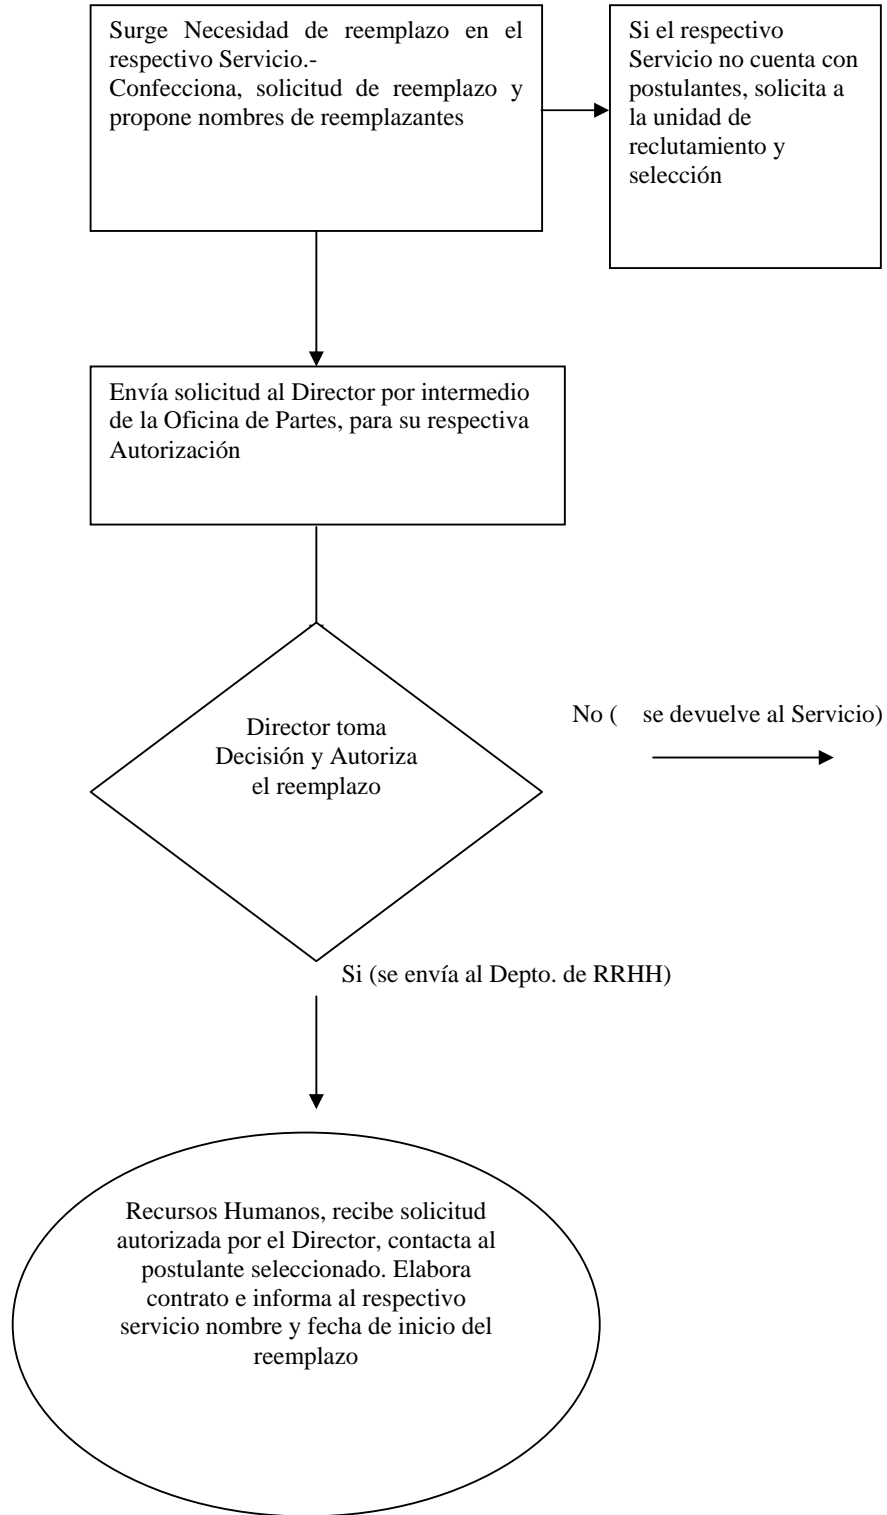 Surge Necesidad de reemplazo en el
respectivo Servicio.-
Confecciona, solicitud de reemplazo y
propone nombres de reemplazantes
Si el respectivo
Servicio no cuenta con
postulantes, solicita a
la unidad de
reclutamiento y
selección
Envía solicitud al Director por intermedio
de la Oficina de Partes, para su respectiva
Autorización
Director toma
Decisión y Autoriza
el reemplazo
No (    se devuelve al Servicio)
Si (se envía al Depto. de RRHH)
Recursos Humanos, recibe solicitud
autorizada por el Director, contacta al
postulante seleccionado. Elabora
contrato e informa al respectivo
servicio nombre y fecha de inicio del
reemplazo